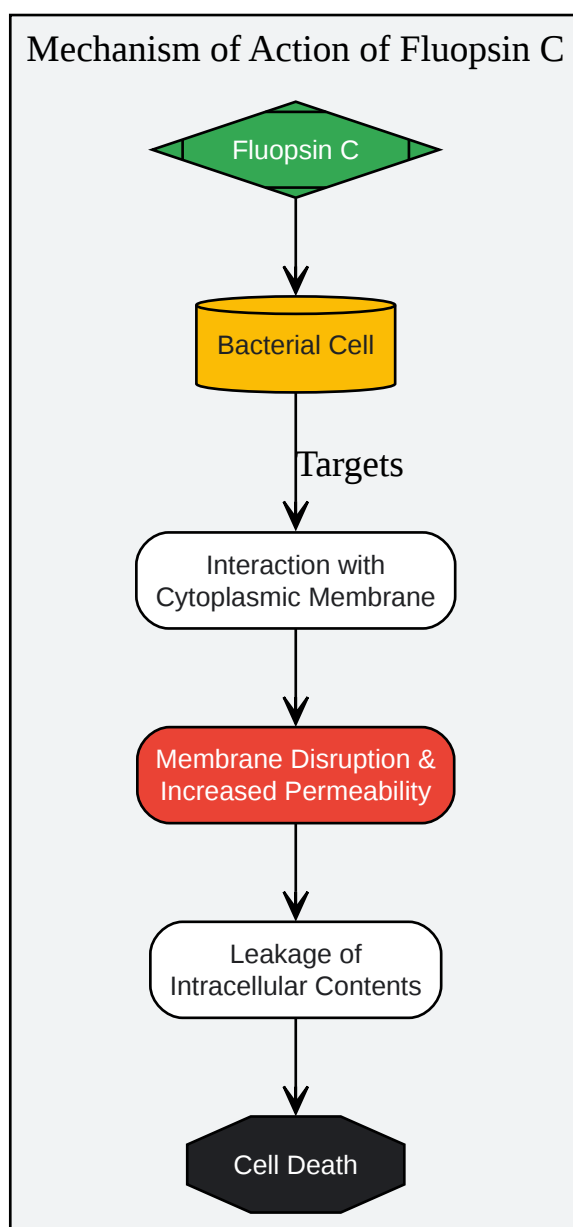 Mechanism of Action of Fluopsin C
Fluopsin C
Bacterial Cell
Targets
Interaction with
Cytoplasmic Membrane
Membrane Disruption &
Increased Permeability
Leakage of
Intracellular Contents
Cell Death